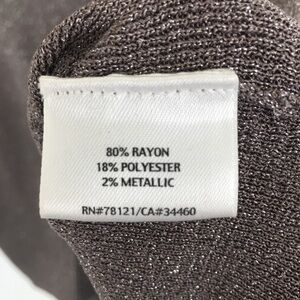 80% RAYON
18% POLYESTER
2% METALLIC
RN#78121/CA#34460